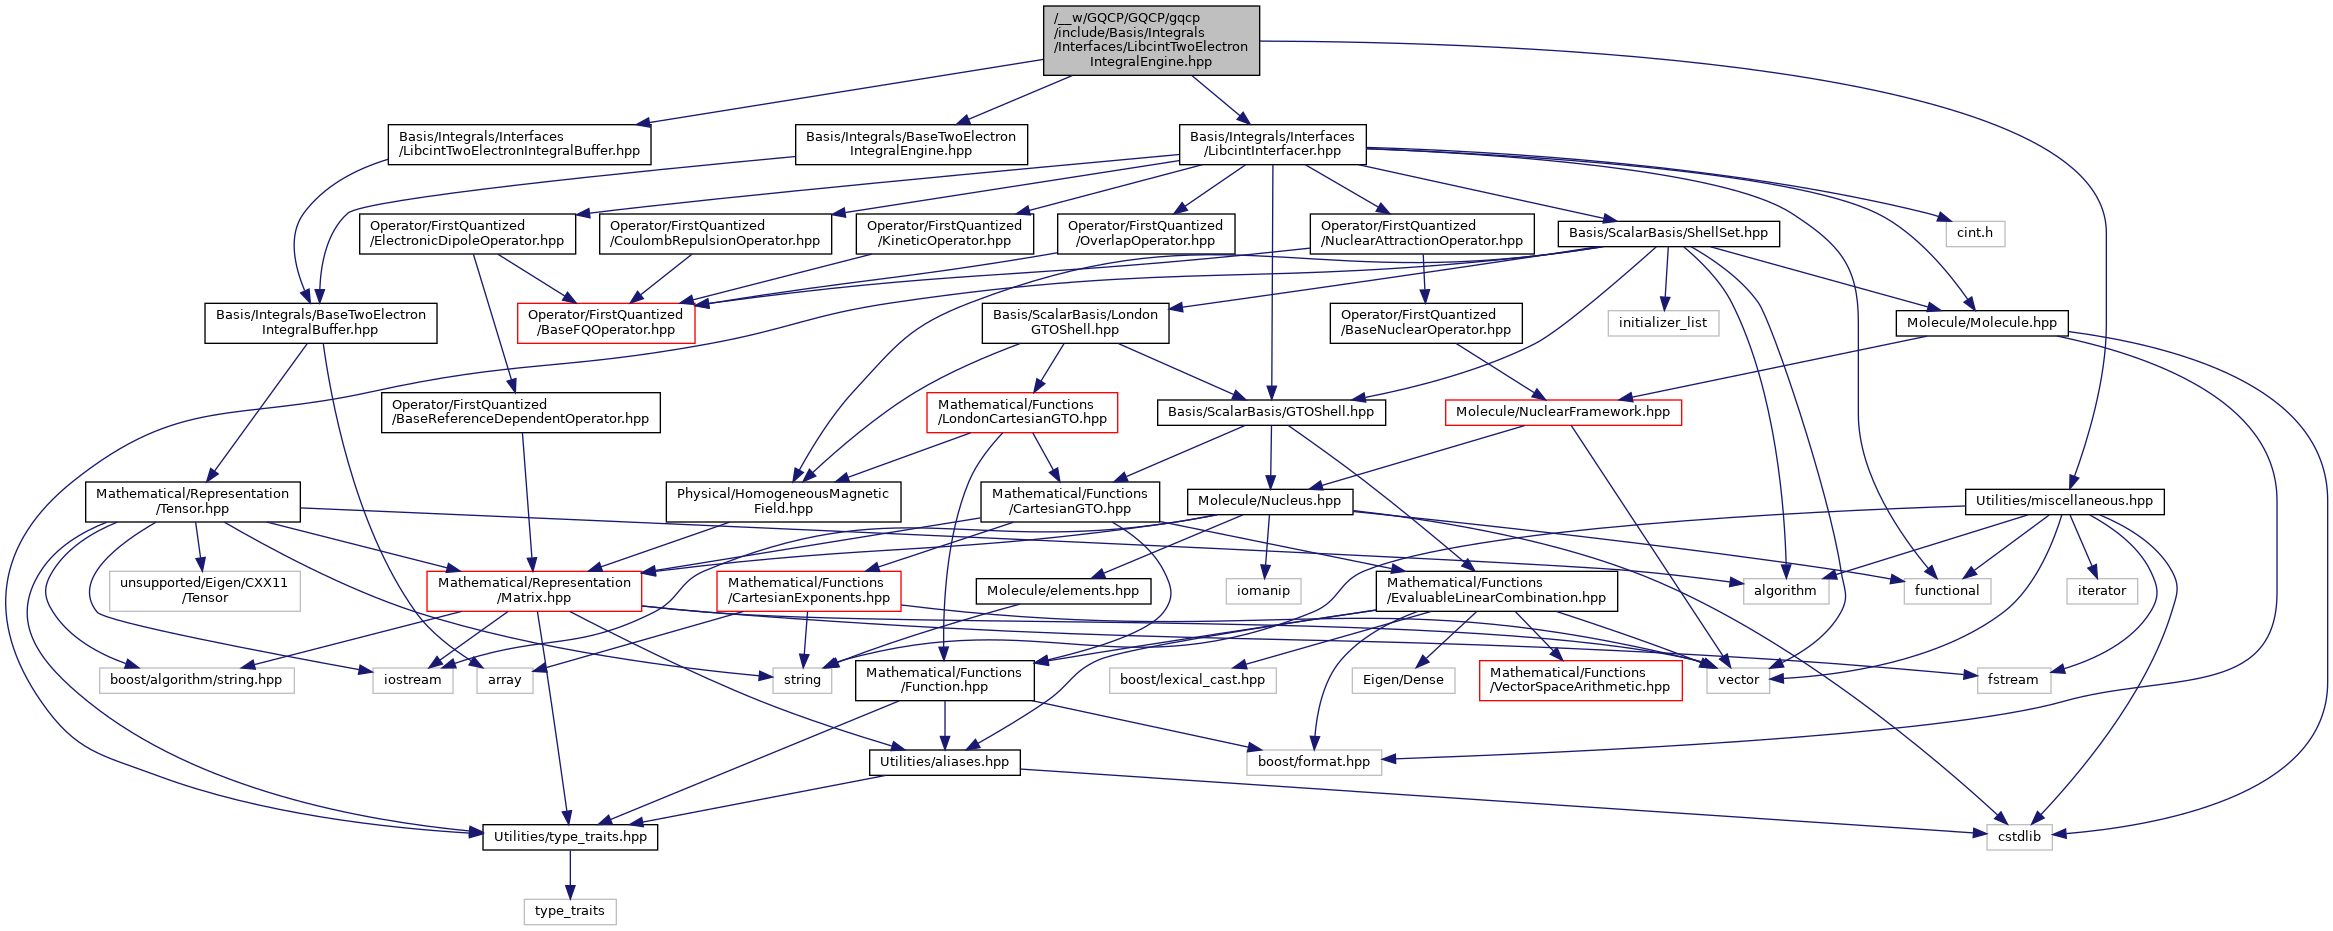 /__w/GQCP/GQCP/gqcp
/include/Basis/Integrals
/Interfaces/LibcintTwoElectron
IntegralEngine.hpp
Basis/Integrals/Interfaces
/LibcintTwoElectronIntegralBuffer.hpp
Basis/Integrals/BaseTwoElectron
IntegralEngine.hpp
Basis/Integrals/Interfaces
/LibcintInterfacer.hpp
Operator/FirstQuantized
/ElectronicDipoleOperator.hpp
Operator/FirstQuantized
/CoulombRepulsionOperator.hpp
Operator/FirstQuantized
/KineticOperator.hpp
Operator/FirstQuantized
/OverlapOperator.hpp
Operator/FirstQuantized
/NuclearAttractionOperator.hpp
Basis/ScalarBasis/ShellSet.hpp
cint.h
Basis/Integrals/BaseTwoElectron
IntegralBuffer.hpp
Operator/FirstQuantized
/BaseFQOperator.hpp
Basis/ScalarBasis/London
GTOShell.hpp
Operator/FirstQuantized
/BaseNuclearOperator.hpp
initializer_list
Molecule/Molecule.hpp
Operator/FirstQuantized
/BaseReferenceDependentOperator.hpp
Mathematical/Functions
/LondonCartesianGTO.hpp
Basis/ScalarBasis/GTOShell.hpp
Molecule/NuclearFramework.hpp
Mathematical/Representation
/Tensor.hpp
Physical/HomogeneousMagnetic
Field.hpp
Mathematical/Functions
/CartesianGTO.hpp
Molecule/Nucleus.hpp
Utilities/miscellaneous.hpp
unsupported/Eigen/CXX11
/Tensor
Mathematical/Representation
/Matrix.hpp
Mathematical/Functions
/CartesianExponents.hpp
Molecule/elements.hpp
iomanip
Mathematical/Functions
/EvaluableLinearCombination.hpp
algorithm
functional
iterator
boost/algorithm/string.hpp
iostream
array
string
Mathematical/Functions
/Function.hpp
boost/lexical_cast.hpp
Eigen/Dense
Mathematical/Functions
/VectorSpaceArithmetic.hpp
vector
fstream
Utilities/aliases.hpp
boost/format.hpp
Utilities/type_traits.hpp
cstdlib
type_traits